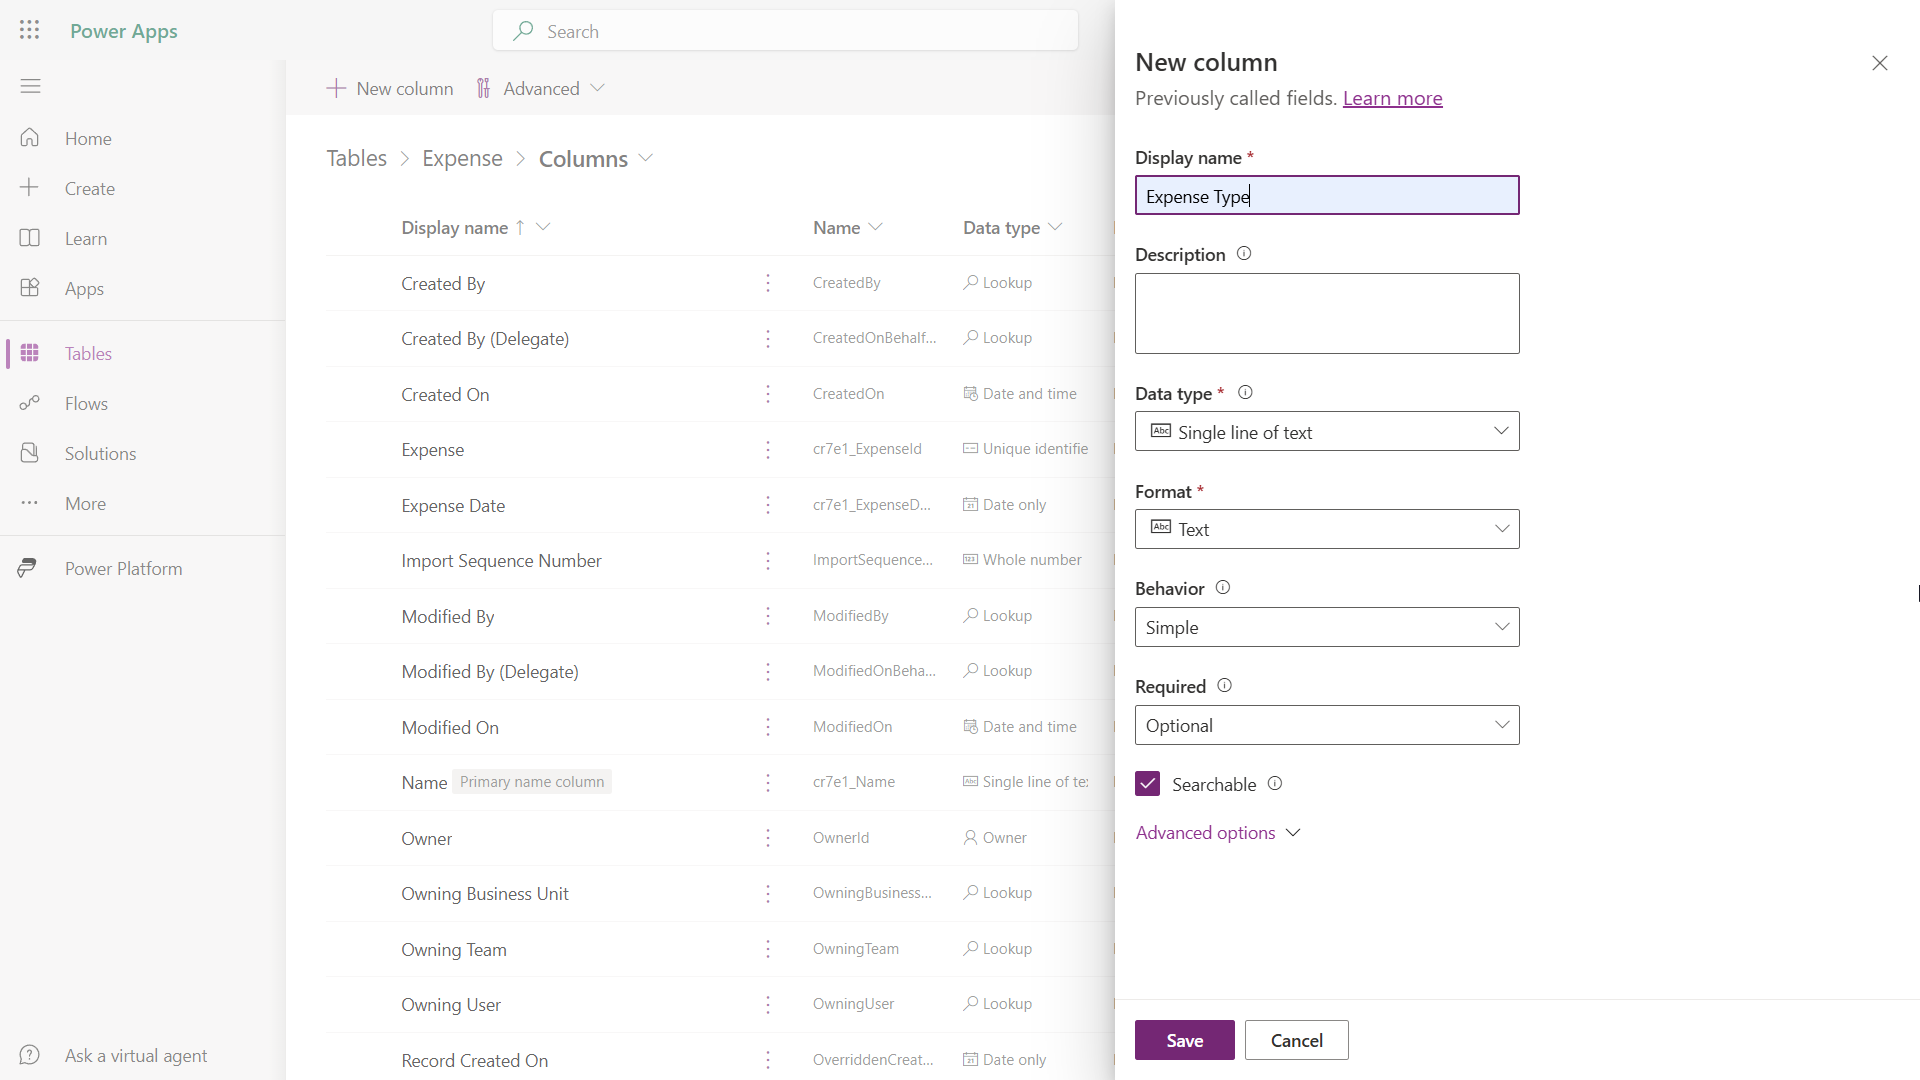 Power Apps
Search
Home
Create
Learn
Apps
Tables
Flows
Solutions
More
Power Platform
Ask a virtual agent
New column Advanced
Tables > Expense > Columns
Display name ↑ Name Data type
Created By CreatedBy Lookup
Created By (Delegate) CreatedOnBehalf... Lookup
Created On CreatedOn Date and time
Expense cr7e1_ExpenseId Unique identifie
Expense Date cr7e1_ExpenseD... Date only
Import Sequence Number ImportSequence... Whole number
Modified By ModifiedBy Lookup
Modified By (Delegate) ModifiedOnBeha... Lookup
Modified On ModifiedOn Date and time
Name Primary name column cr7e1_Name Abc Single line of te
Owner OwnerId Owner
Owning Business Unit OwningBusiness... Lookup
Owning Team OwningTeam Lookup
Owning User OwningUser Lookup
Record Created On OverriddenCreat... Date only
New column
Previously called fields. Learn more
Display name *
Expense Type
Description
Data type *
Abc Single line of text
Format *
Abc Text
Behavior
Simple
Required
Optional
Searchable
Advanced options
Save Cancel